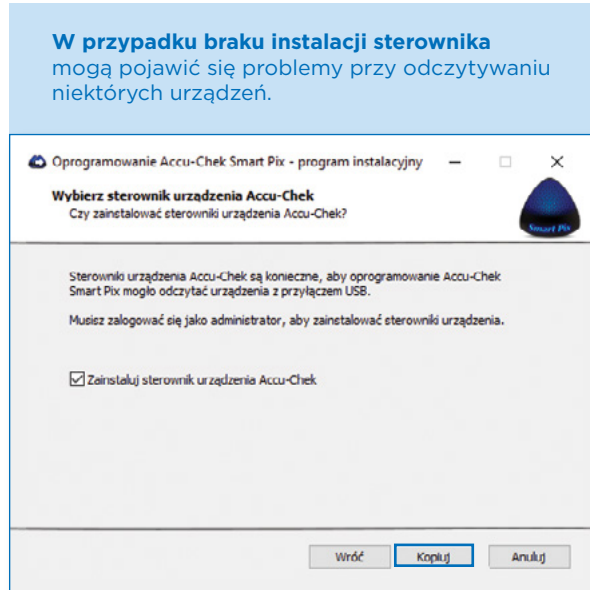 W przypadku braku instalacji sterownika
mogą pojawić się problemy przy odczytywaniu
niektórych urządzeń.
Oprogramowanie Accu-Chek Smart Pix - program instalacyjny
Wybierz sterownik urządzenia Accu-Chek
Czy zainstalować sterowniki urządzenia Accu-Chek?
Smart Pix
Sterowniki urządzenia Accu-Chek są konieczne, aby oprogramowanie Accu-Chek
Smart Pix mogło odczytać urządzenia z przyłączem USB.
Musisz zalogować się jako administrator, aby zainstalować sterowniki urządzenia.
Zainstaluj sterownik urządzenia Accu-Chek
Wróć Kopiuj Anuluj